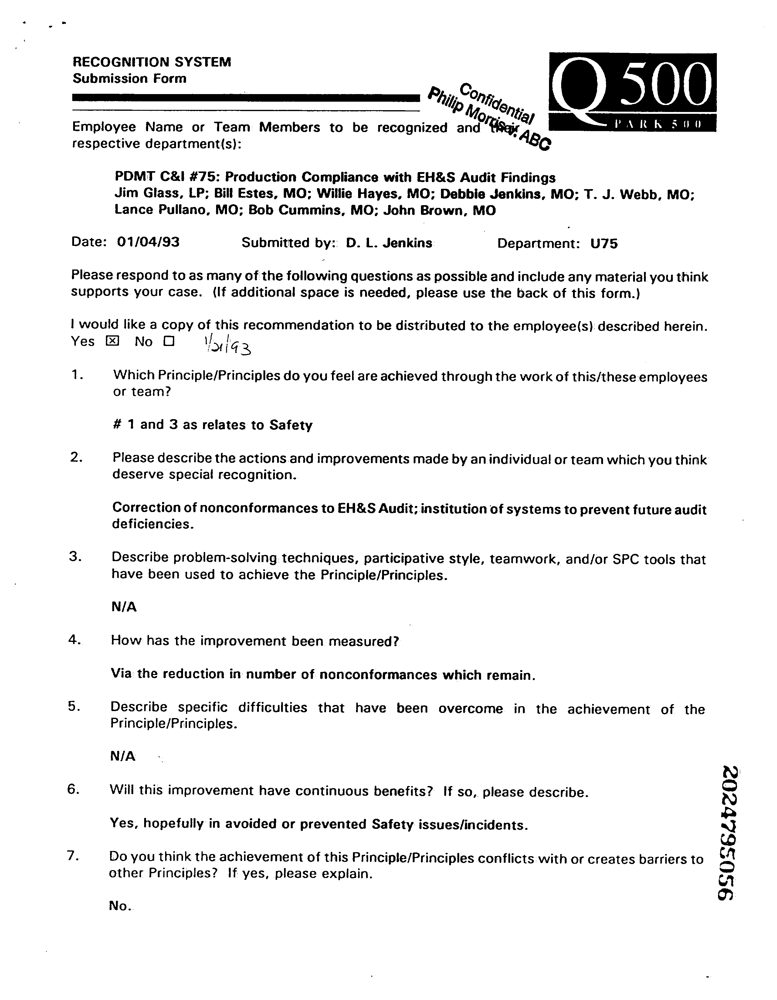 RECOGNITION SYSTEM
Submission Form
Q 500
PARK 500
Confidential
Philip Morris: ABC
Employee Name or Team Members to be recognized and
respective department(s):
PDMT C&I #75: Production Compliance with EH&S Audit Findings
Jim Glass, LP; Bill Estes, MO; Willie Hayes, MO; Debbie Jenkins, MO; T. J. Webb, MO;
Lance Pullano, MO; Bob Cummins, MO; John Brown, MO
Date: 01/04/93 Submitted by: D. L. Jenkins Department: U75
Please respond to as many of the following questions as possible and include any material you think
supports your case. (If additional space is needed, please use the back of this form.)
I would like a copy of this recommendation to be distributed to the employee(s) described herein.
Yes ☒ No ☐ 1/21/93
1. Which Principle/Principles do you feel are achieved through the work of this/these employees
or team?
# 1 and 3 as relates to Safety
2. Please describe the actions and improvements made by an individual or team which you think
deserve special recognition.
Correction of nonconformances to EH&S Audit; institution of systems to prevent future audit
deficiencies.
3. Describe problem-solving techniques, participative style, teamwork, and/or SPC tools that
have been used to achieve the Principle/Principles.
N/A
4. How has the improvement been measured?
Via the reduction in number of nonconformances which remain.
5. Describe specific difficulties that have been overcome in the achievement of the
Principle/Principles.
N/A
6. Will this improvement have continuous benefits? If so, please describe.
Yes, hopefully in avoided or prevented Safety issues/incidents.
7. Do you think the achievement of this Principle/Principles conflicts with or creates barriers to
other Principles? If yes, please explain.
No.
2024795056